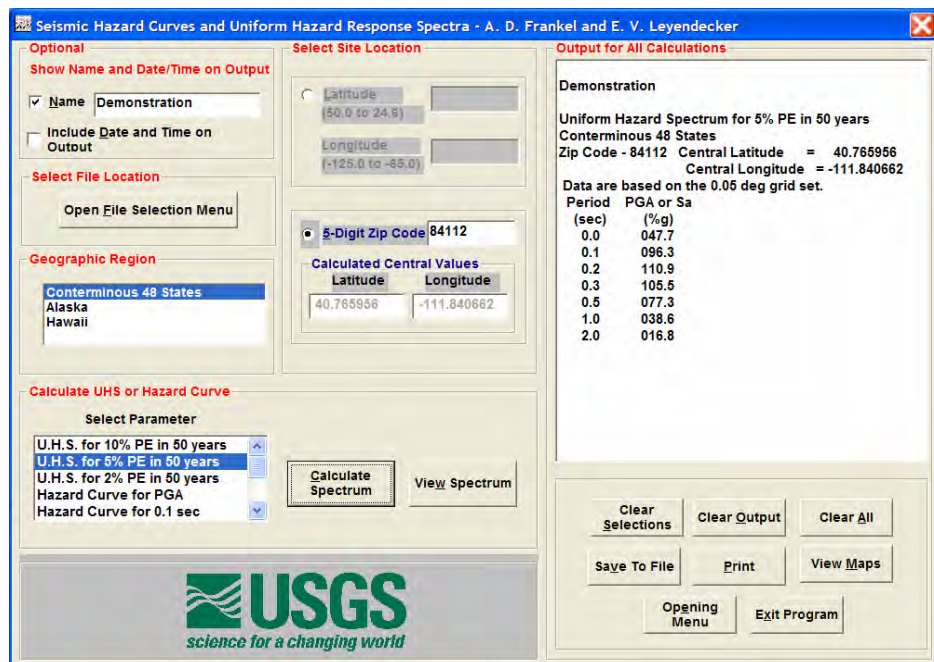 Seismic Hazard Curves and Uniform Hazard Response Spectra - A. D. Frankel and E. V. Leyendecker
Optional
Show Name and Date/Time on Output
Name Demonstration
Include Date and Time on
Output
Select File Location
Open File Selection Menu
Geographic Region
Conterminous 48 States
Alaska
Hawaii
Select Site Location
Latitude
(50.0 to 24.6)
Longitude
(-125.0 to -65.0)
5-Digit Zip Code 84112
Calculated Central Values
Latitude Longitude
40.765956 -111.840662
Calculate UHS or Hazard Curve
Select Parameter
U.H.S. for 10% PE in 50 years
U.H.S. for 5% PE in 50 years
U.H.S. for 2% PE in 50 years
Hazard Curve for PGA
Hazard Curve for 0.1 sec
Calculate
Spectrum
View Spectrum
USGS
science for a changing world
Output for All Calculations
Demonstration
Uniform Hazard Spectrum for 5% PE in 50 years
Conterminous 48 States
Zip Code - 84112 Central Latitude = 40.765956
Central Longitude = -111.840662
Data are based on the 0.05 deg grid set.
Period PGA or Sa
(sec) (%g)
0.0 047.7
0.1 096.3
0.2 110.9
0.3 105.5
0.5 077.3
1.0 038.6
2.0 016.8
Clear
Selections
Clear Output
Clear All
Save To File
Print
View Maps
Opening
Menu
Exit Program